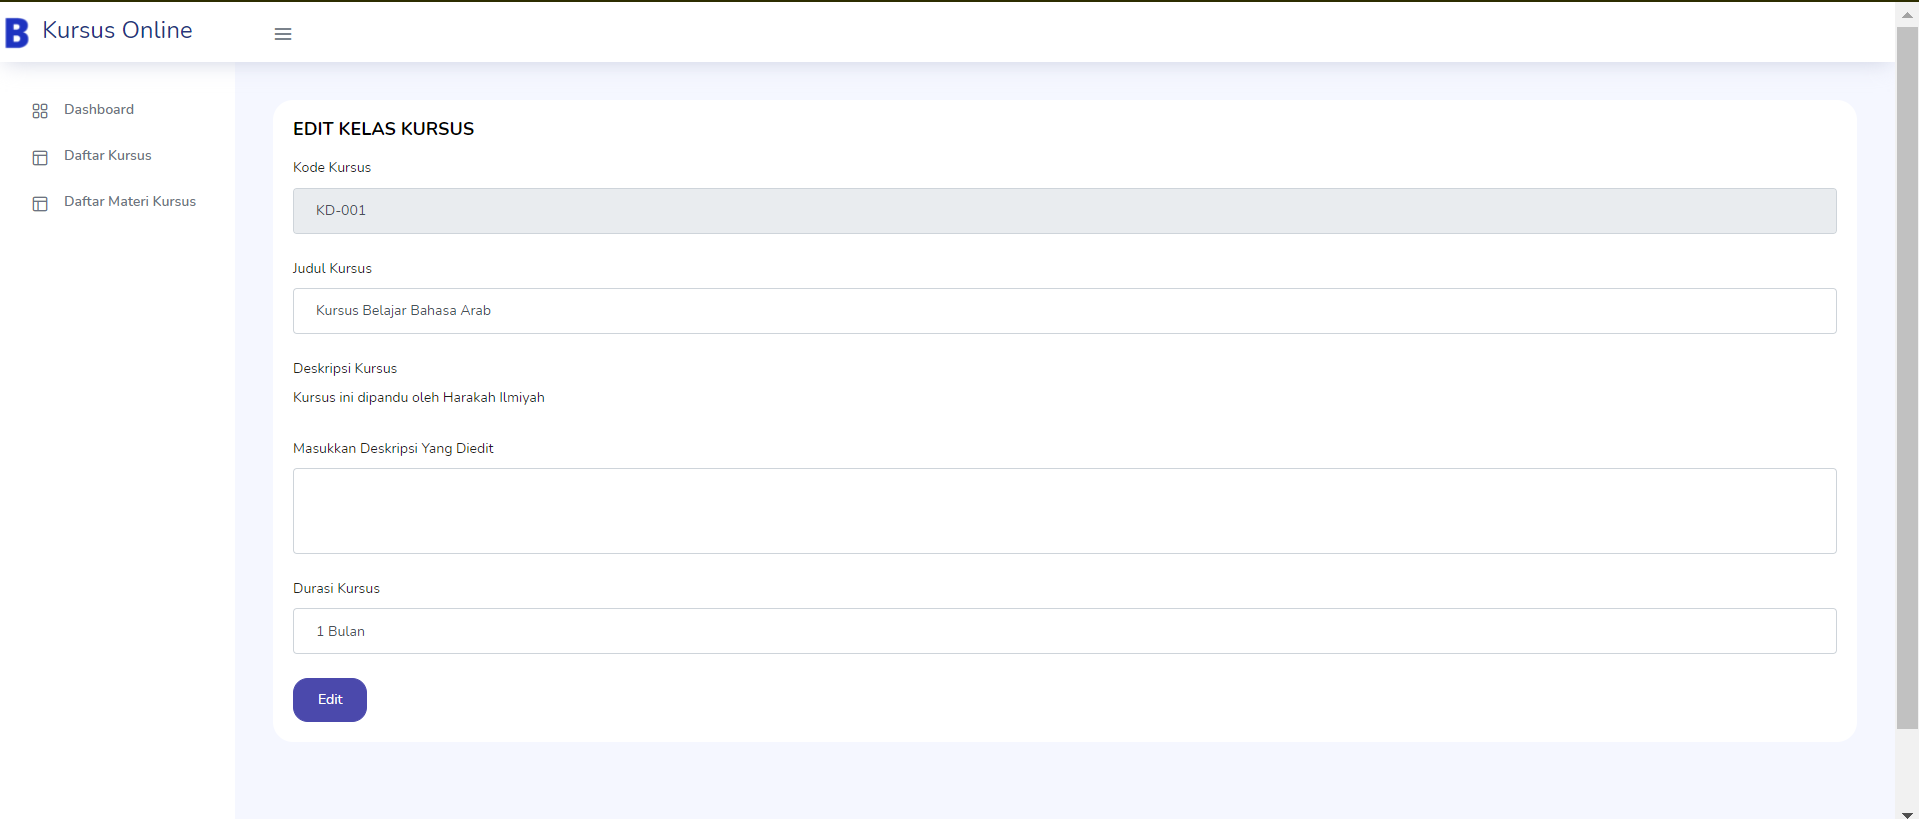 B Kursus Online
Dashboard
Daftar Kursus
Daftar Materi Kursus
EDIT KELAS KURSUS
Kode Kursus
KD-001
Judul Kursus
Kursus Belajar Bahasa Arab
Deskripsi Kursus
Kursus ini dipandu oleh Harakah Ilmiyah
Masukkan Deskripsi Yang Diedit
Durasi Kursus
1 Bulan
Edit